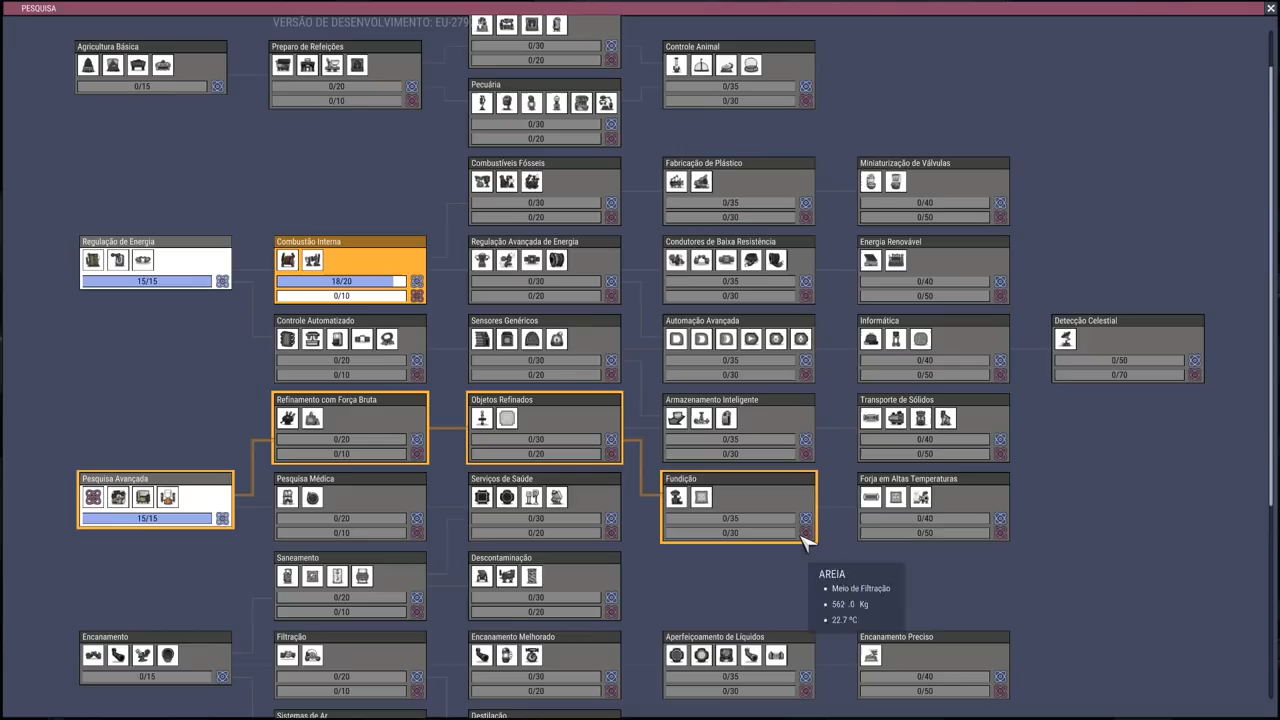 PESQUISA
VERSÃO DE DESENVOLVIMENTO: EU-279
0/30
0/20
Agricultura Básica
0/15
Preparo de Refeições
0/20
0/10
Controle Animal
0/35
0/30
Pecuária
0/30
0/20
Combustíveis Fósseis
0/30
0/20
Fabricação de Plástico
0/35
0/30
Miniaturização de Válvulas
0/40
0/50
Regulação de Energia
15/15
Combustão Interna
18/20
0/10
Regulação Avançada de Energia
0/30
0/20
Condutores de Baixa Resistência
0/35
0/30
Energia Renovável
0/40
0/50
Controle Automatizado
0/20
0/10
Sensores Genéricos
0/30
0/20
Automação Avançada
0/35
0/30
Informática
0/40
0/50
Detecção Celestial
0/50
0/70
Refinamento com Força Bruta
0/20
0/10
Objetos Refinados
0/30
0/20
Armazenamento Inteligente
0/35
0/30
Transporte de Sólidos
0/40
0/50
Pesquisa Avançada
15/15
Pesquisa Médica
0/20
0/10
Serviços de Saúde
0/30
0/20
Fundição
0/35
0/30
Forja em Altas Temperaturas
0/40
0/50
Saneamento
0/20
0/10
Descontaminação
0/30
0/20
AREIA
• Meio de Filtração
• 562 .0 Kg
• 22.7 ºC
Encanamento
0/15
Filtração
0/20
0/10
Encanamento Melhorado
0/30
0/20
Aperfeiçoamento de Líquidos
0/35
0/30
Encanamento Preciso
0/40
0/50
Sistemas de Ar
Destilação